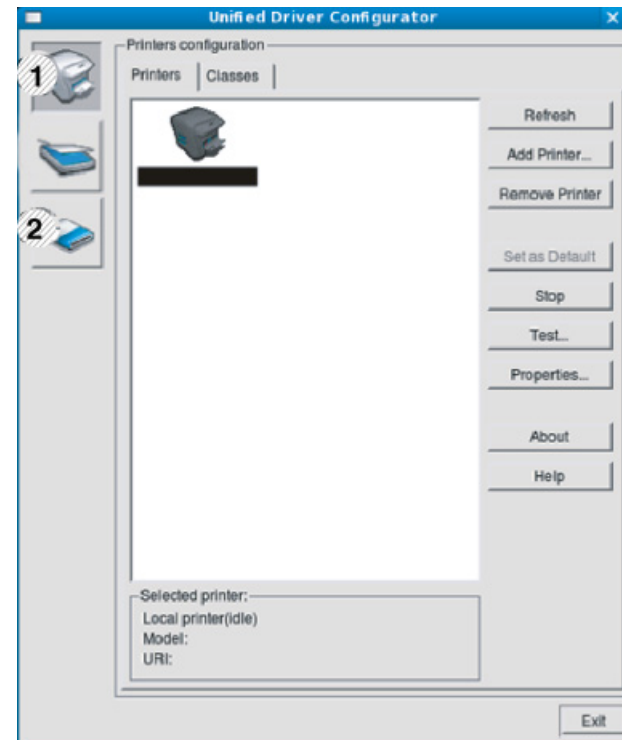 Unified Driver Configurator
1
2
Printers configuration
Printers
Classes
Refresh
Add Printer...
Remove Printer
Set as Default
Stop
Test...
Properties...
About
Help
Selected printer:
Local printer(idle)
Model:
URI:
Exit